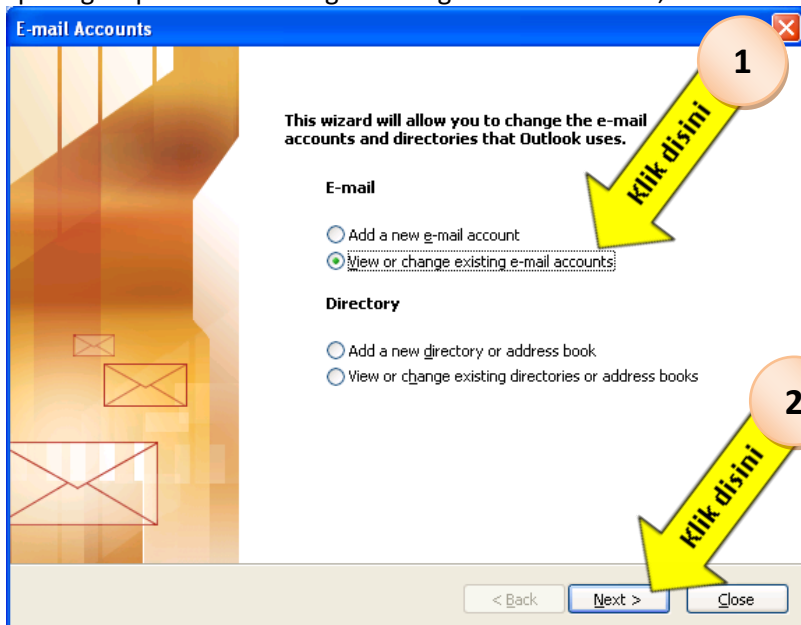 E-mail Accounts
1
This wizard will allow you to change the e-mail
accounts and directories that Outlook uses.
Klik disini
E-mail
Add a new e-mail account
View or change existing e-mail accounts
Directory
Add a new directory or address book
View or change existing directories or address books
2
Klik disini
< Back
Next >
Close